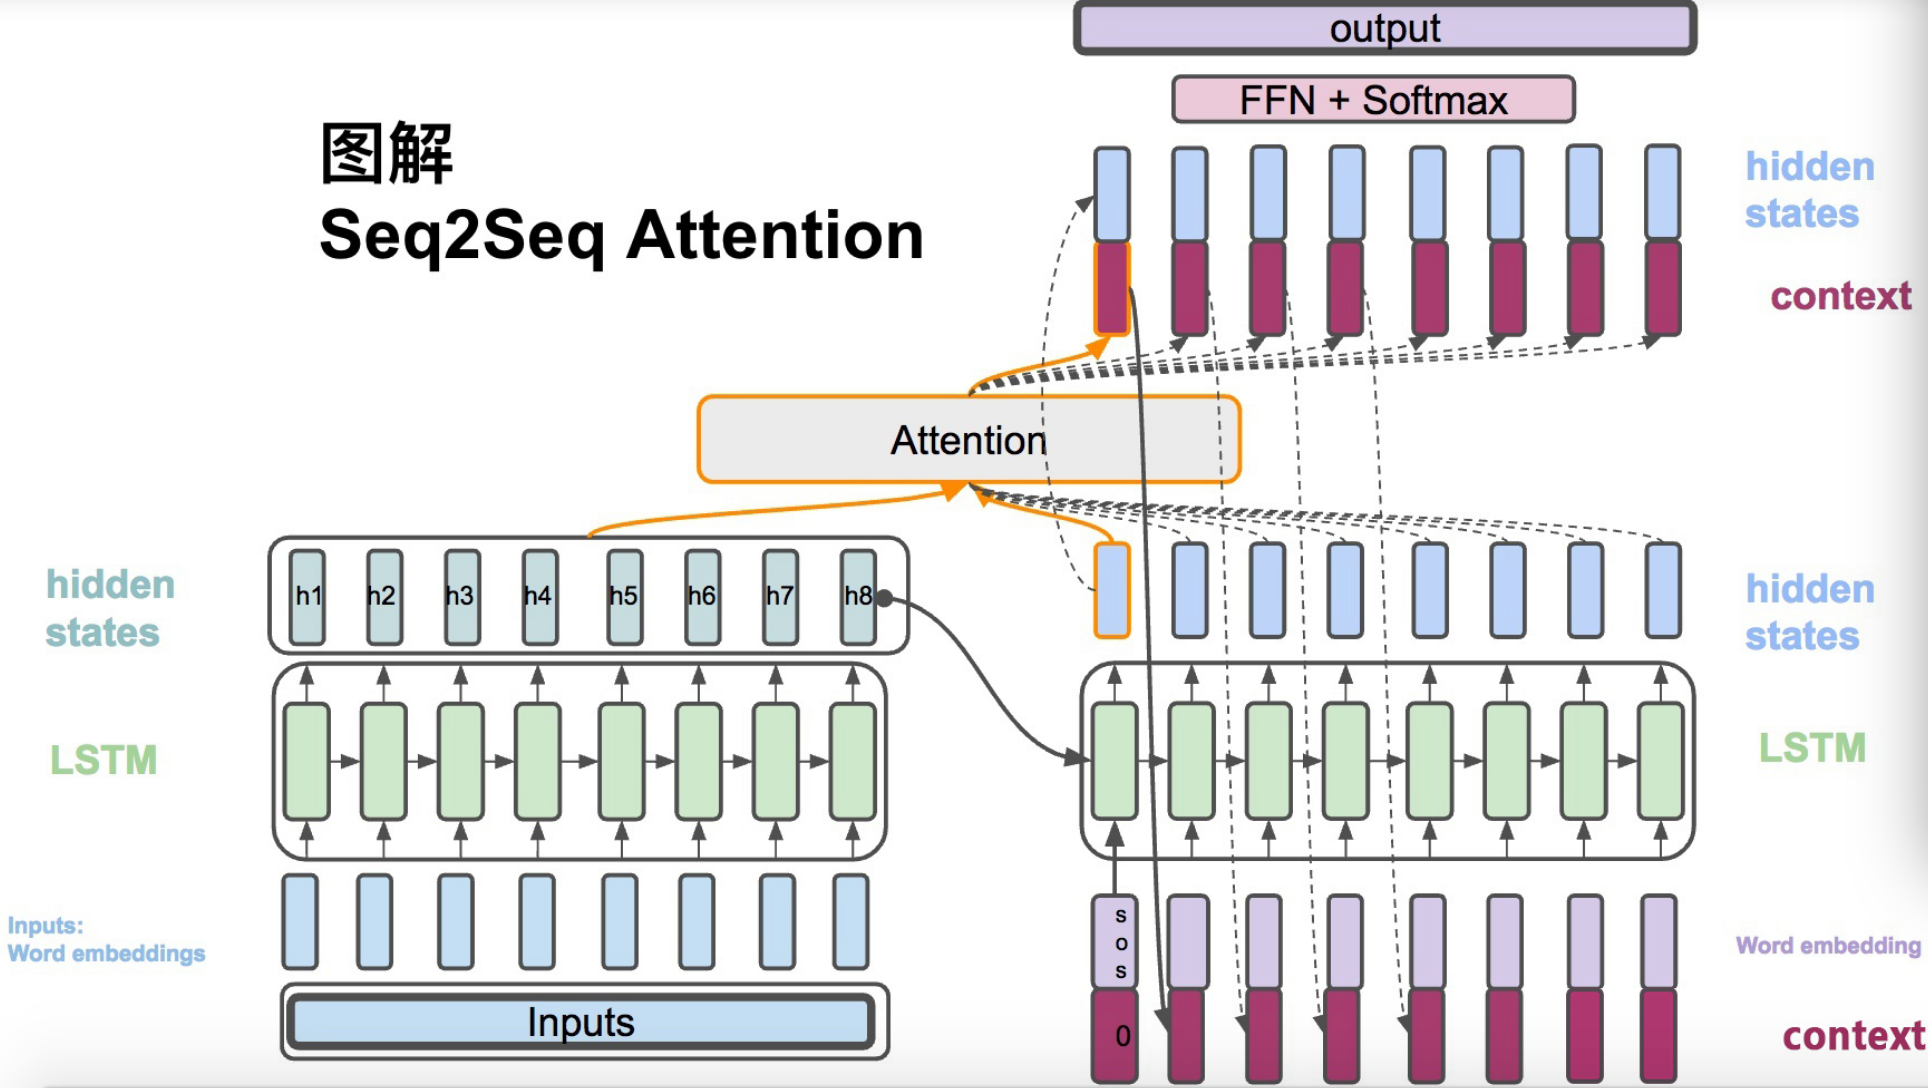 output
FFN + Softmax
图解
Seq2Seq Attention
hidden
states
context
Attention
hidden
states
h1 h2 h3 h4 h5 h6 h7 h8
hidden
states
LSTM
LSTM
Inputs:
Word embeddings
s
o
s
Word embedding
Inputs
0
context